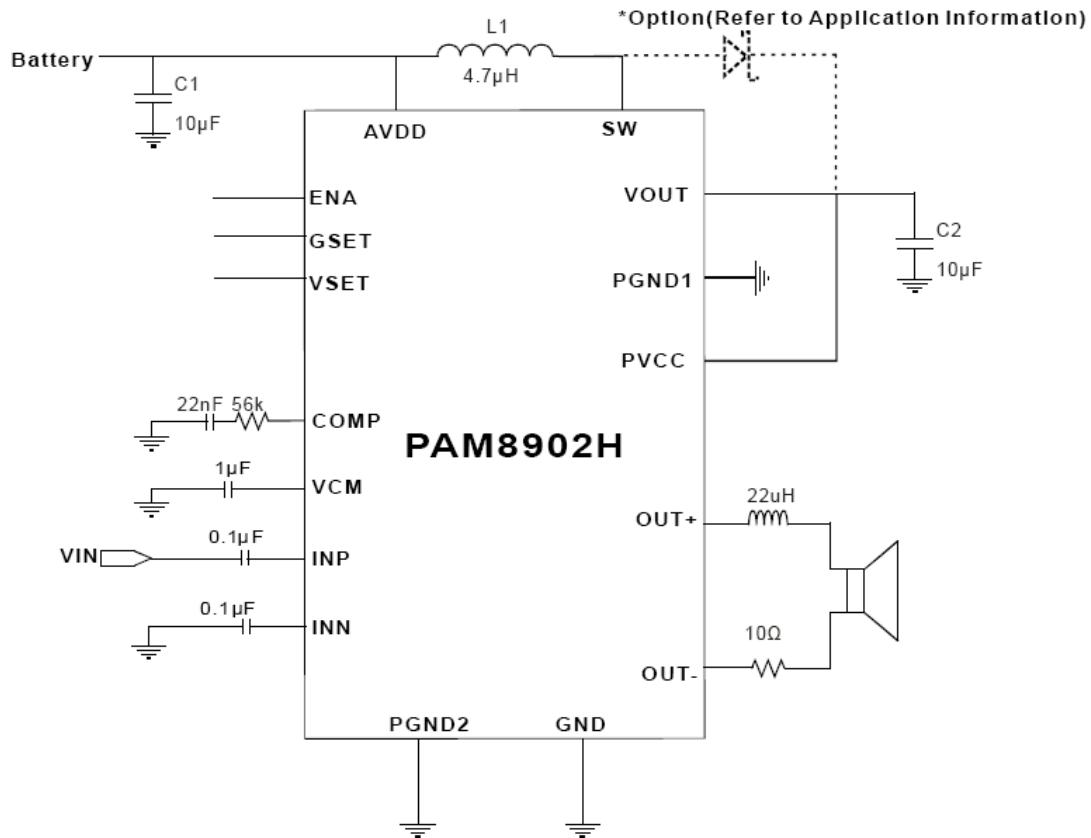 *Option(Refer to Application Information)
L1
Battery
4.7µH
C1
10µF
AVDD
SW
ENA
VOUT
GSET
C2
VSET
PGND1
10µF
PVCC
22nF 56k
COMP
PAM8902H
1µF
VCM
22uH
OUT+
0.1µF
VIN
INP
0.1µF
INN
10Ω
OUT-
PGND2
GND